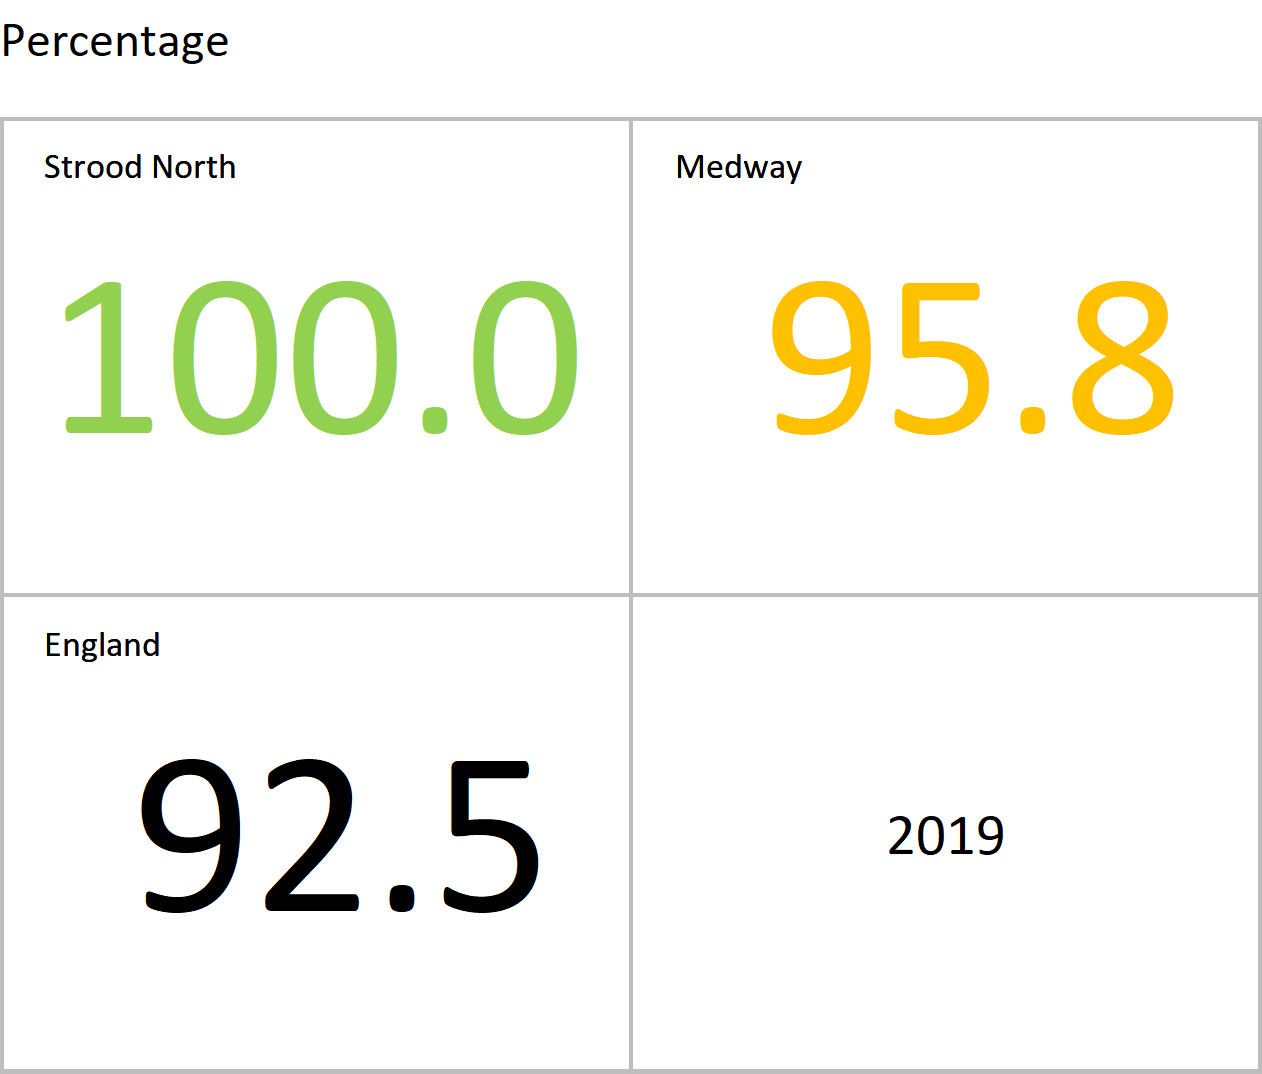 Percentage
Strood North
Medway
100.0
95.8
England
92.5
2019